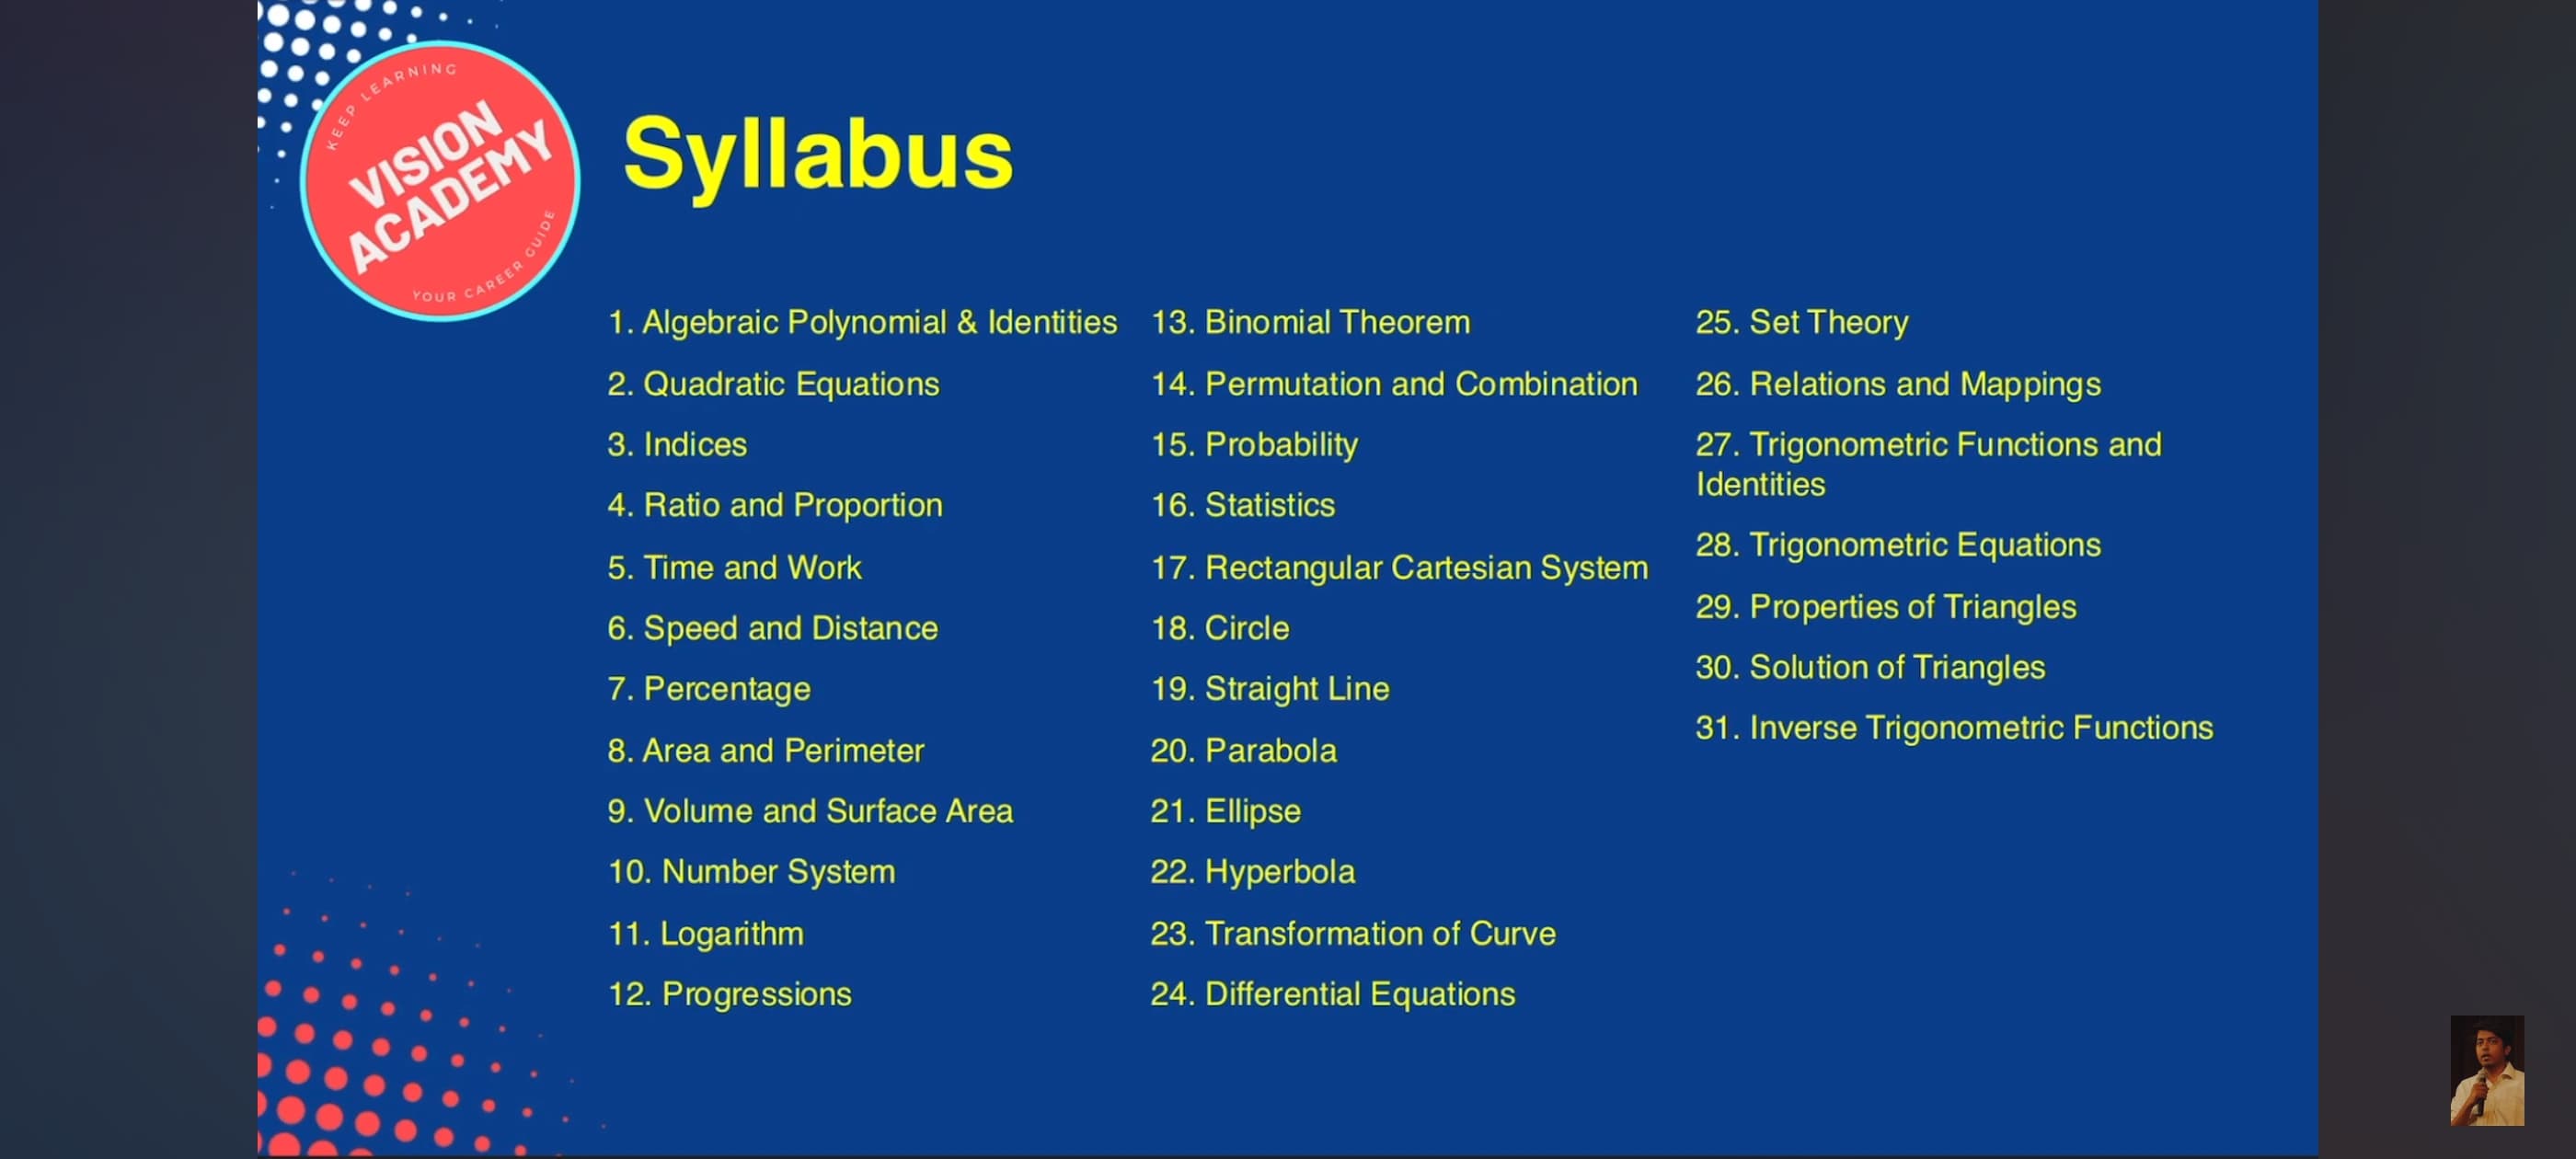 KEEP LEARNING
VISION
ACADEMY
YOUR CAREER GUIDE
Syllabus
1. Algebraic Polynomial & Identities
2. Quadratic Equations
3. Indices
4. Ratio and Proportion
5. Time and Work
6. Speed and Distance
7. Percentage
8. Area and Perimeter
9. Volume and Surface Area
10. Number System
11. Logarithm
12. Progressions
13. Binomial Theorem
14. Permutation and Combination
15. Probability
16. Statistics
17. Rectangular Cartesian System
18. Circle
19. Straight Line
20. Parabola
21. Ellipse
22. Hyperbola
23. Transformation of Curve
24. Differential Equations
25. Set Theory
26. Relations and Mappings
27. Trigonometric Functions and
Identities
28. Trigonometric Equations
29. Properties of Triangles
30. Solution of Triangles
31. Inverse Trigonometric Functions